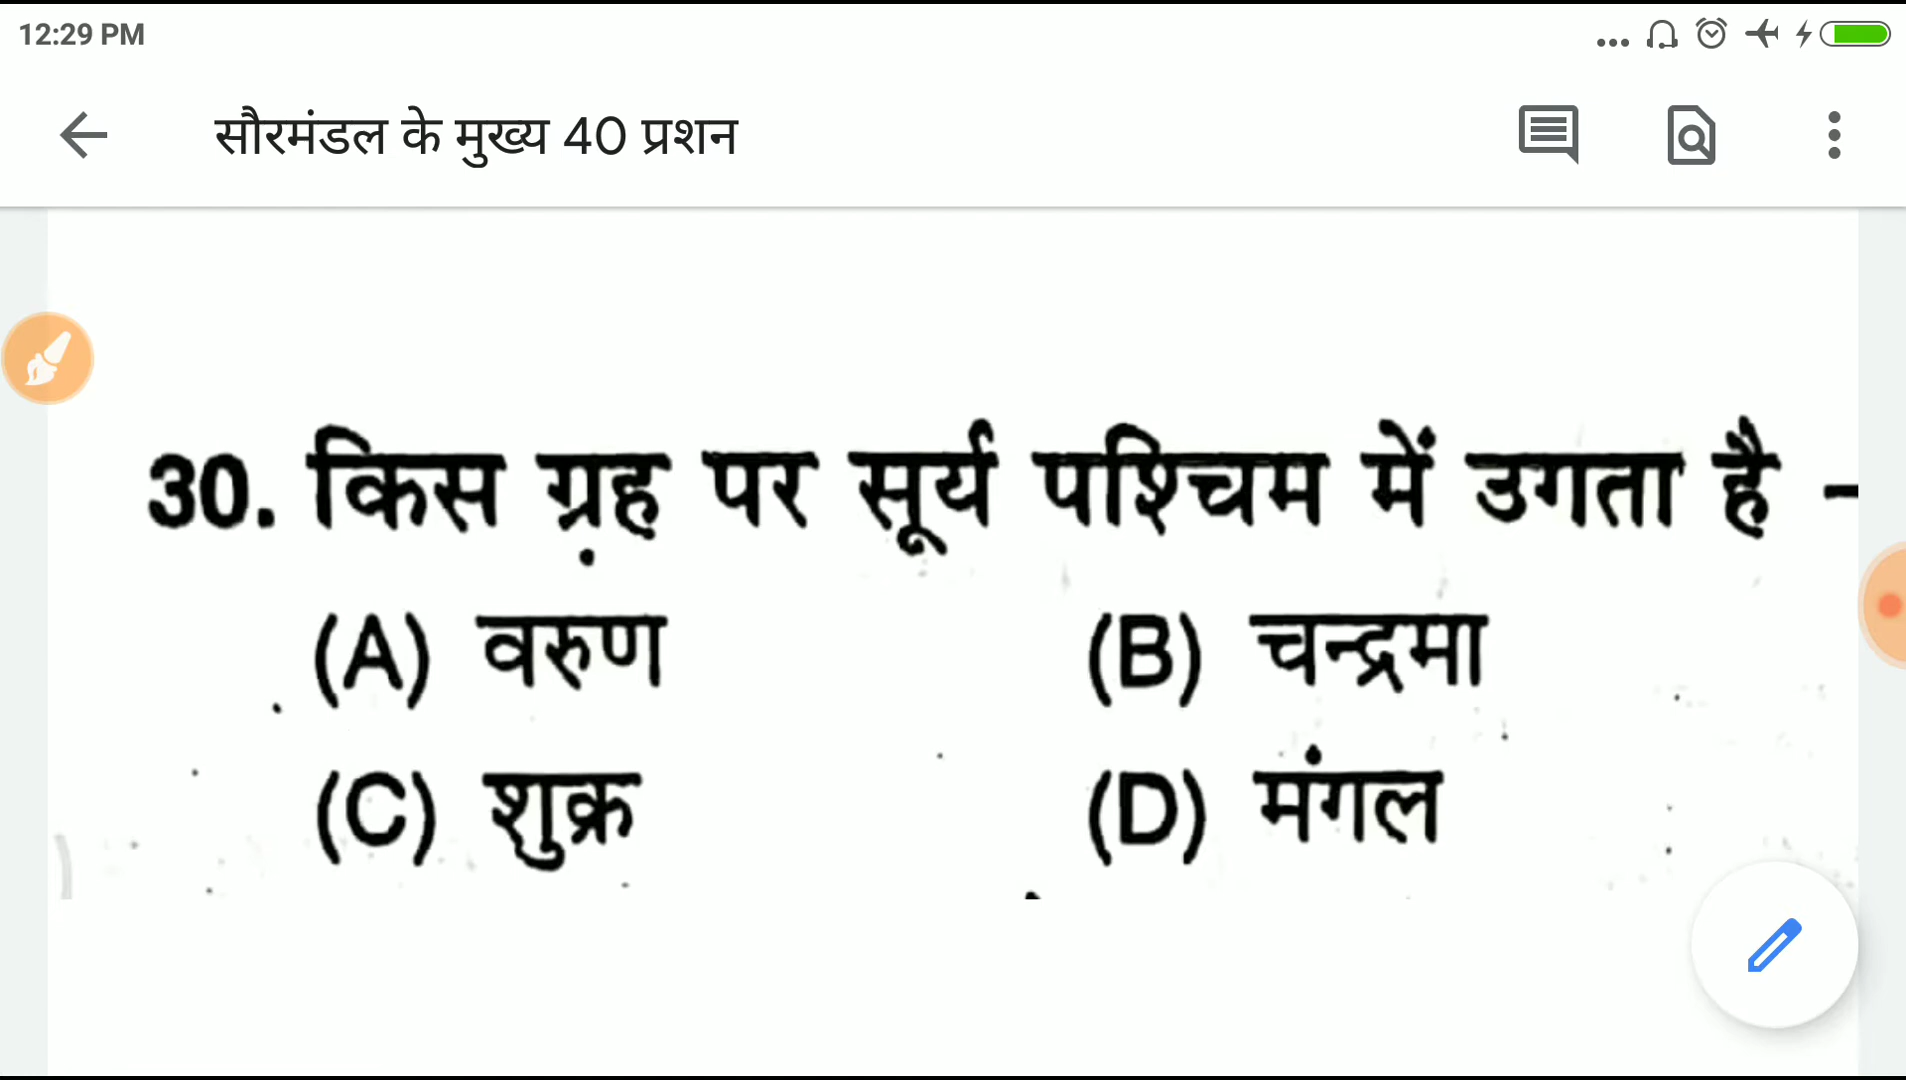 12:29 PM
सौरमंडल के मुख्य 40 प्रशन
30. किस ग्रह पर सूर्य पश्चिम में उगता है -
(A) वरुण (B) चन्द्रमा
(C) शुक्र (D) मंगल